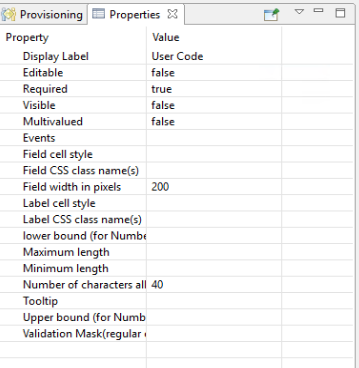 Provisioning Properties
Property Value
Display Label User Code
Editable false
Required true
Visible false
Multivalued false
Events
Field cell style
Field CSS class name(s)
Field width in pixels 200
Label cell style
Label CSS class name(s)
lower bound (for Numbe
Maximum length
Minimum length
Number of characters all 40
Tooltip
Upper bound (for Numb
Validation Mask(regular